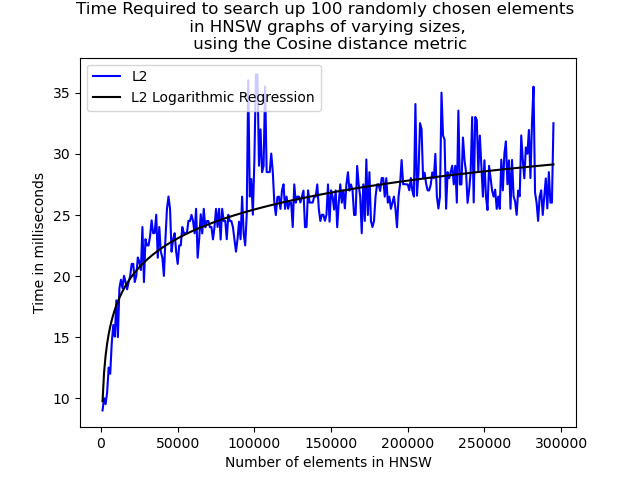 Time Required to search up 100 randomly chosen elements
in HNSW graphs of varying sizes,
using the Cosine distance metric
L2
L2 Logarithmic Regression
35
30
25
20
15
10
Time in milliseconds
0 50000 100000 150000 200000 250000 300000
Number of elements in HNSW